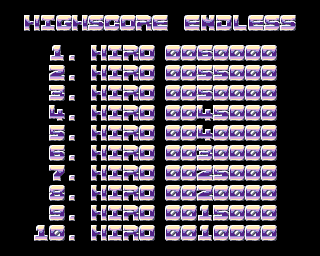 HIGHSCORE ENDLESS
1. HIRO 0060000
2. HIRO 0055000
3. HIRO 0050000
4. HIRO 0045000
5. HIRO 0040000
6. HIRO 0030000
7. HIRO 0025000
8. HIRO 0020000
9. HIRO 0015000
10. HIRO 0010000